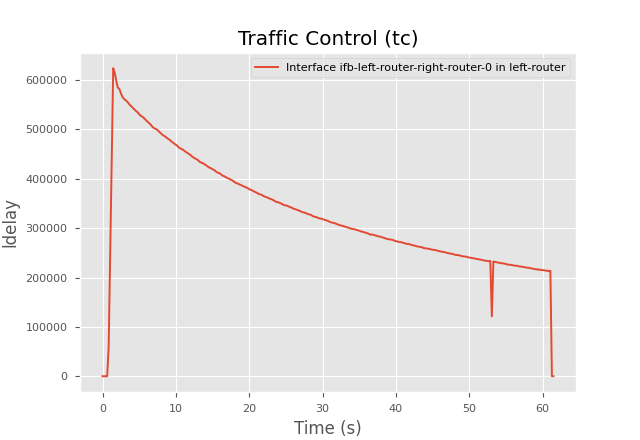 Traffic Control (tc)
Interface ifb-left-router-right-router-0 in left-router
600000
500000
400000
300000
200000
100000
0
ldelay
0 10 20 30 40 50 60
Time (s)